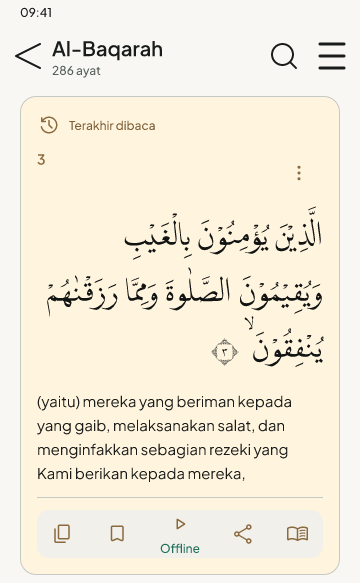 09:41
Al-Baqarah
286 ayat
Terakhir dibaca
3
الَّذِيْنَ يُؤْمِنُوْنَ بِالْغَيْبِ
وَيُقِيْمُوْنَ الصَّلٰوةَ وَمِمَّا رَزَقْنٰهُمْ
يُنْفِقُوْنَۙ ٣
(yaitu) mereka yang beriman kepada
yang gaib, melaksanakan salat, dan
menginfakkan sebagian rezeki yang
Kami berikan kepada mereka,
Offline